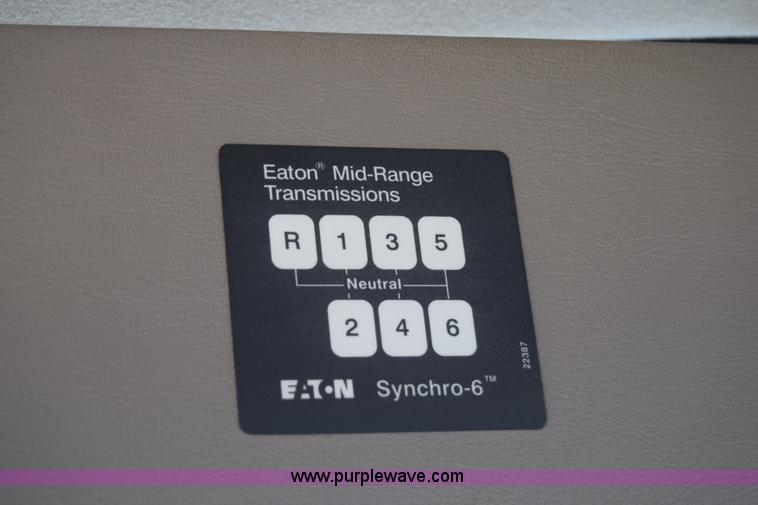 Eaton® Mid-Range
Transmissions
R 1 3 5
Neutral
2 4 6
22387
EATON Synchro-6™
www.purplewave.com